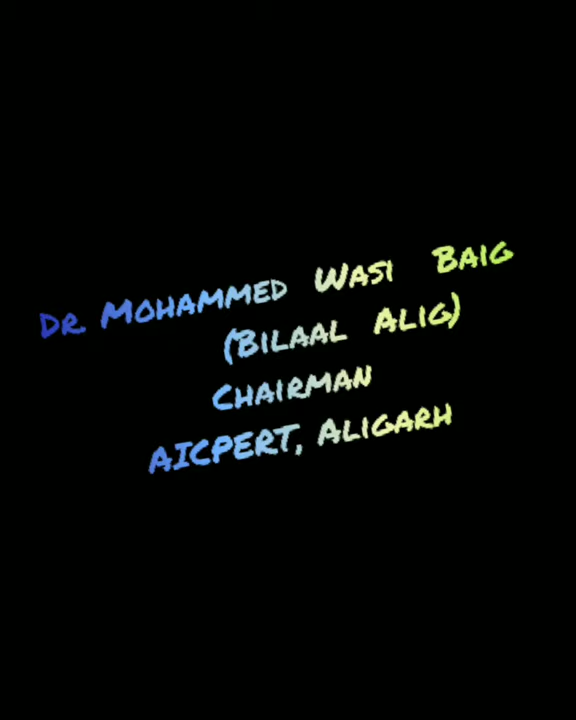 Dr. Mohammed Wasi Baig
(Bilaal Alig)
Chairman
AICPERT, Aligarh